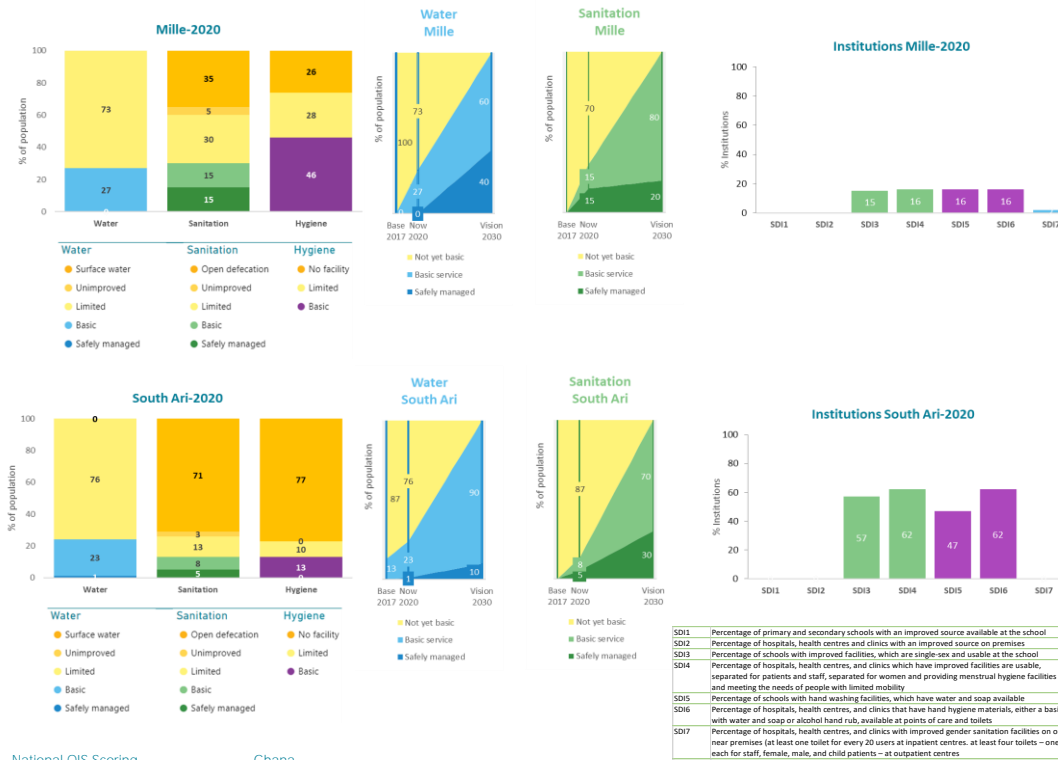 Mille-2020
100
80
60
40
20
0
% of population
73
27
35
5
30
15
15
26
28
46
Water
Sanitation
Hygiene
Water
Surface water
Unimproved
Limited
Basic
Safely managed
Sanitation
Open defecation
Unimproved
Limited
Basic
Safely managed
Hygiene
No facility
Limited
Basic
Water
Mille
% of population
100
73
27
0
60
40
Base
2017
Now
2020
Vision
2030
Not yet basic
Basic service
Safely managed
Sanitation
Mille
% of population
70
15
15
80
20
Base
2017
Now
2020
Vision
2030
Not yet basic
Basic service
Safely managed
Institutions Mille-2020
% Institutions
100
80
60
40
20
0
15
16
16
16
SDI1
SDI2
SDI3
SDI4
SDI5
SDI6
SDI7
South Ari-2020
100
80
60
40
20
0
% of population
0
76
23
1
71
3
13
8
5
77
0
10
13
0
Water
Sanitation
Hygiene
Water
Surface water
Unimproved
Limited
Basic
Safely managed
Sanitation
Open defecation
Unimproved
Limited
Basic
Safely managed
Hygiene
No facility
Limited
Basic
Water
South Ari
% of population
87
76
13
23
1
90
10
Base
2017
Now
2020
Vision
2030
Not yet basic
Basic service
Safely managed
Sanitation
South Ari
% of population
87
8
5
70
30
Base
2017
Now
2020
Vision
2030
Not yet basic
Basic service
Safely managed
Institutions South Ari-2020
% Institutions
100
80
60
40
20
0
57
62
47
62
SDI1
SDI2
SDI3
SDI4
SDI5
SDI6
SDI7
SDI1 Percentage of primary and secondary schools with an improved source available at the school
SDI2 Percentage of hospitals, health centres and clinics with an improved source on premises
SDI3 Percentage of schools with improved facilities, which are single-sex and usable at the school
SDI4 Percentage of hospitals, health centres, and clinics which have improved facilities are usable,
separated for patients and staff, separated for women and providing menstrual hygiene facilities
and meeting the needs of people with limited mobility
SDI5 Percentage of schools with hand washing facilities, which have water and soap available
SDI6 Percentage of hospitals, health centres, and clinics that have hand hygiene materials, either a basi
with water and soap or alcohol hand rub, available at points of care and toilets
SDI7 Percentage of hospitals, health centres, and clinics with improved gender sanitation facilities on o
near premises (at least one toilet for every 20 users at inpatient centres. at least four toilets – one
each for staff, female, male, and child patients – at outpatient centres
National QIS Scoring
Ghana